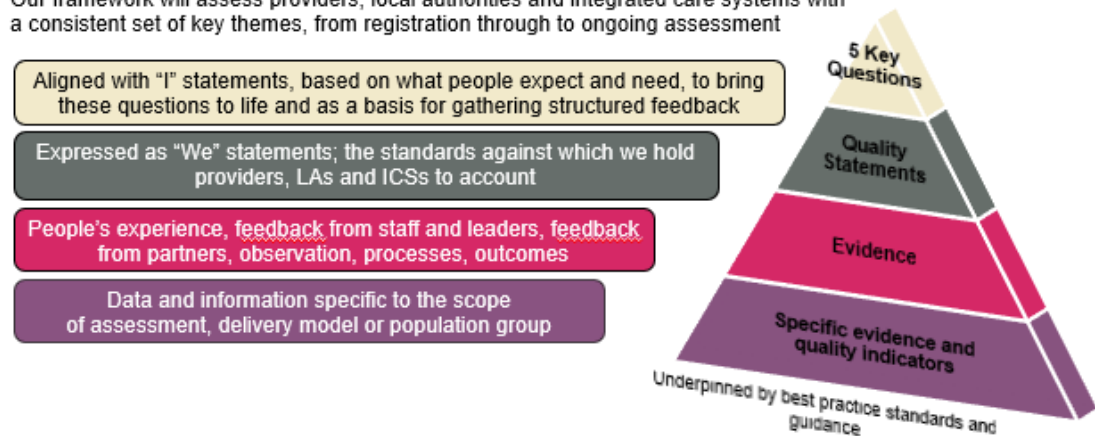 Our framework will assess providers, local authorities and integrated care systems with
a consistent set of key themes, from registration through to ongoing assessment
Aligned with “I” statements, based on what people expect and need, to bring
these questions to life and as a basis for gathering structured feedback
Expressed as “We” statements; the standards against which we hold
providers, LAs and ICSs to account
People’s experience, feedback from staff and leaders, feedback
from partners, observation, processes, outcomes
Data and information specific to the scope
of assessment, delivery model or population group
5 Key
Questions
Quality
Statements
Evidence
Specific evidence and
quality indicators
Underpinned by best practice standards and
guidance